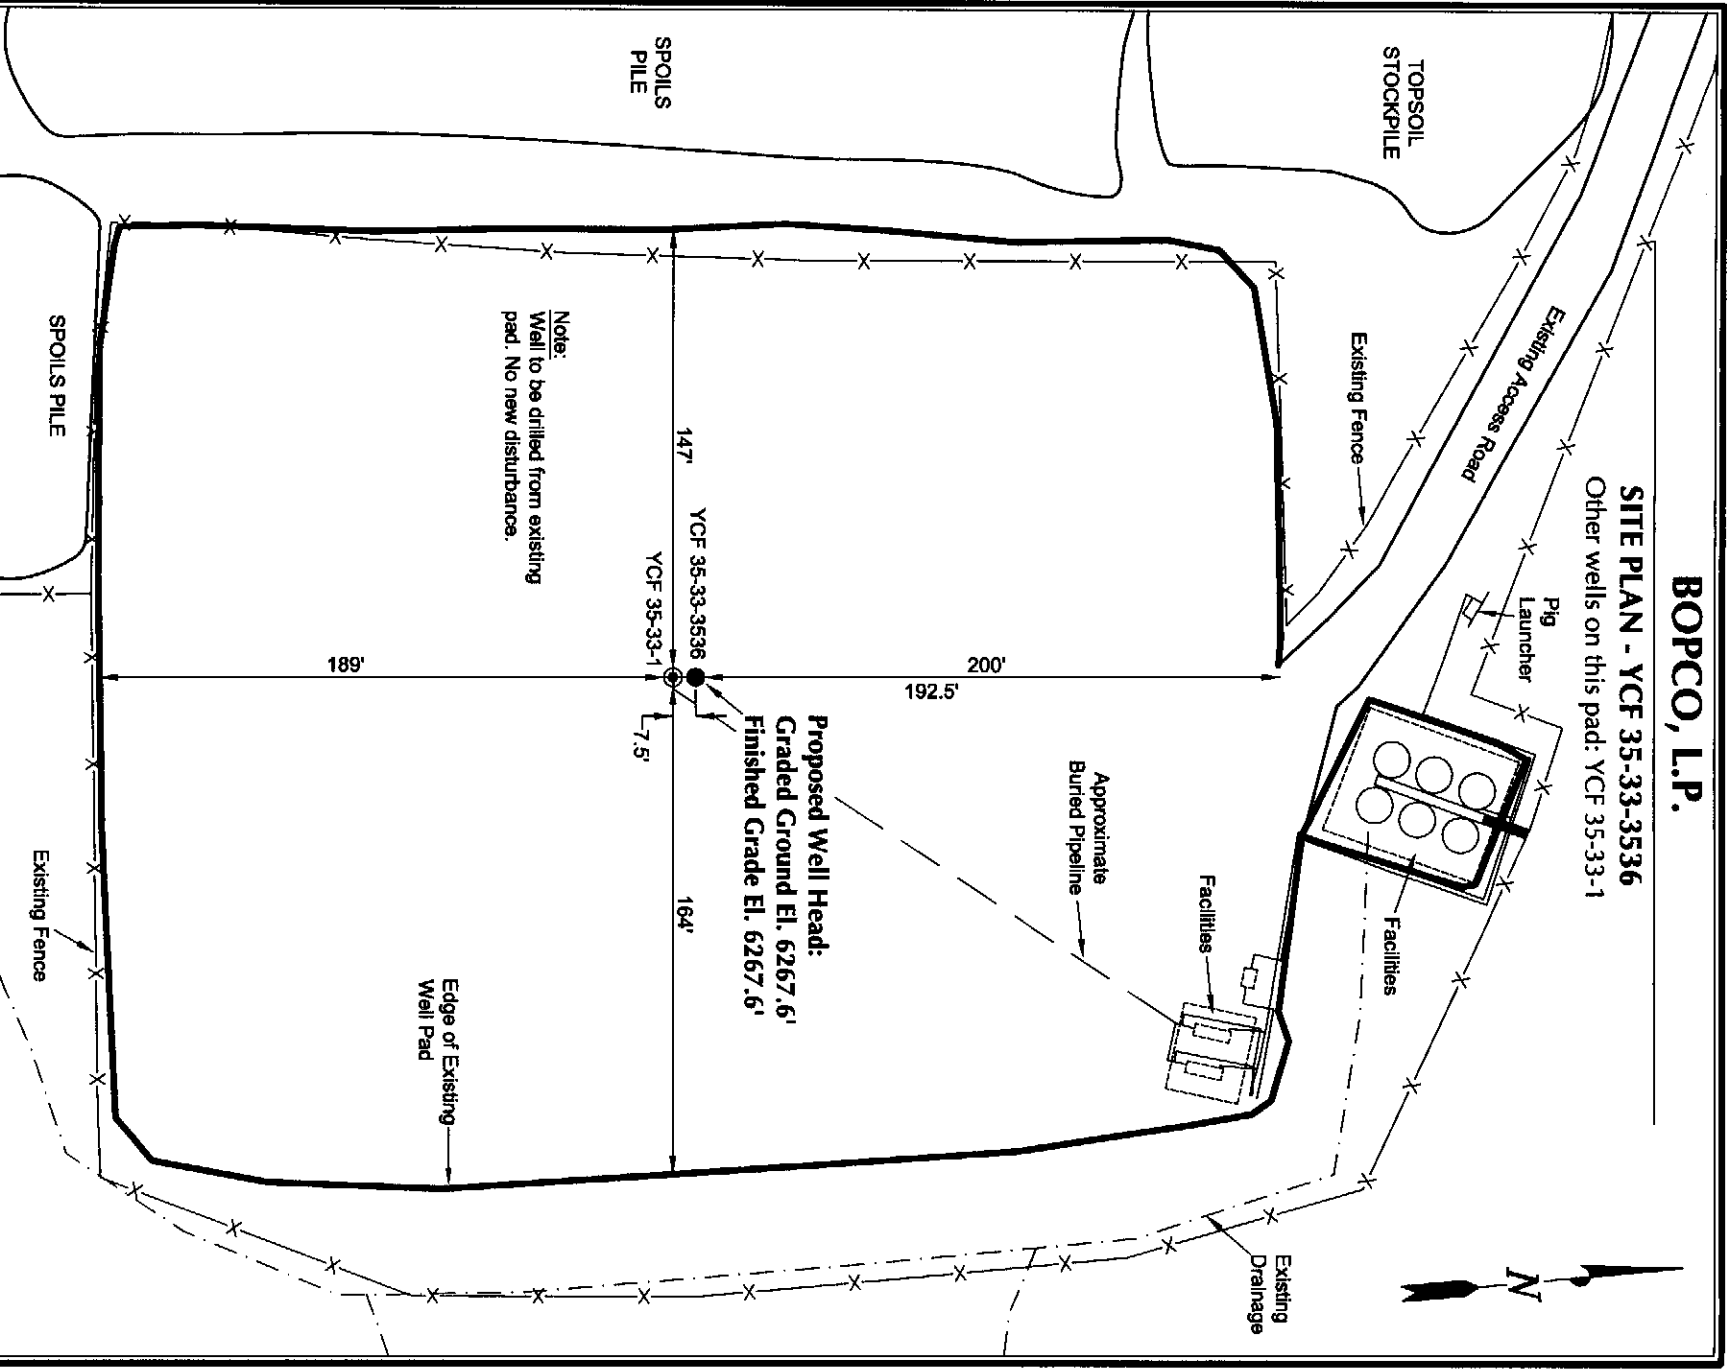 BOPCO, L.P.
SITE PLAN - YCF 35-33-3536
Other wells on this pad: YCF 35-33-1
TOPSOIL
STOCKPILE
SPOILS
PILE
Existing Access Road
Existing Fence
Pig
Launcher
Facilities
Facilities
Approximate
Buried Pipeline
Existing
Drainage
N
Note:
Well to be drilled from existing
pad. No new disturbance.
147'
YCF 35-33-3536
YCF 35-33-1
200'
192.5'
189'
7.5'
164'
Proposed Well Head:
Graded Ground El. 6267.6'
Finished Grade El. 6267.6'
SPOILS PILE
Edge of Existing
Well Pad
Existing Fence